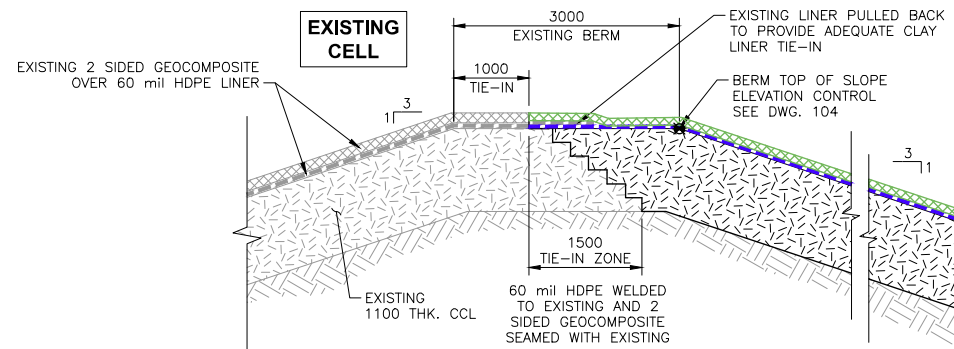 EXISTING
CELL
3000
EXISTING BERM
EXISTING LINER PULLED BACK
TO PROVIDE ADEQUATE CLAY
LINER TIE-IN
EXISTING 2 SIDED GEOCOMPOSITE
OVER 60 mil HDPE LINER
1000
TIE-IN
BERM TOP OF SLOPE
ELEVATION CONTROL
SEE DWG. 104
3
1
3
1
1500
TIE-IN ZONE
EXISTING
1100 THK. CCL
60 mil HDPE WELDED
TO EXISTING AND 2
SIDED GEOCOMPOSITE
SEAMED WITH EXISTING